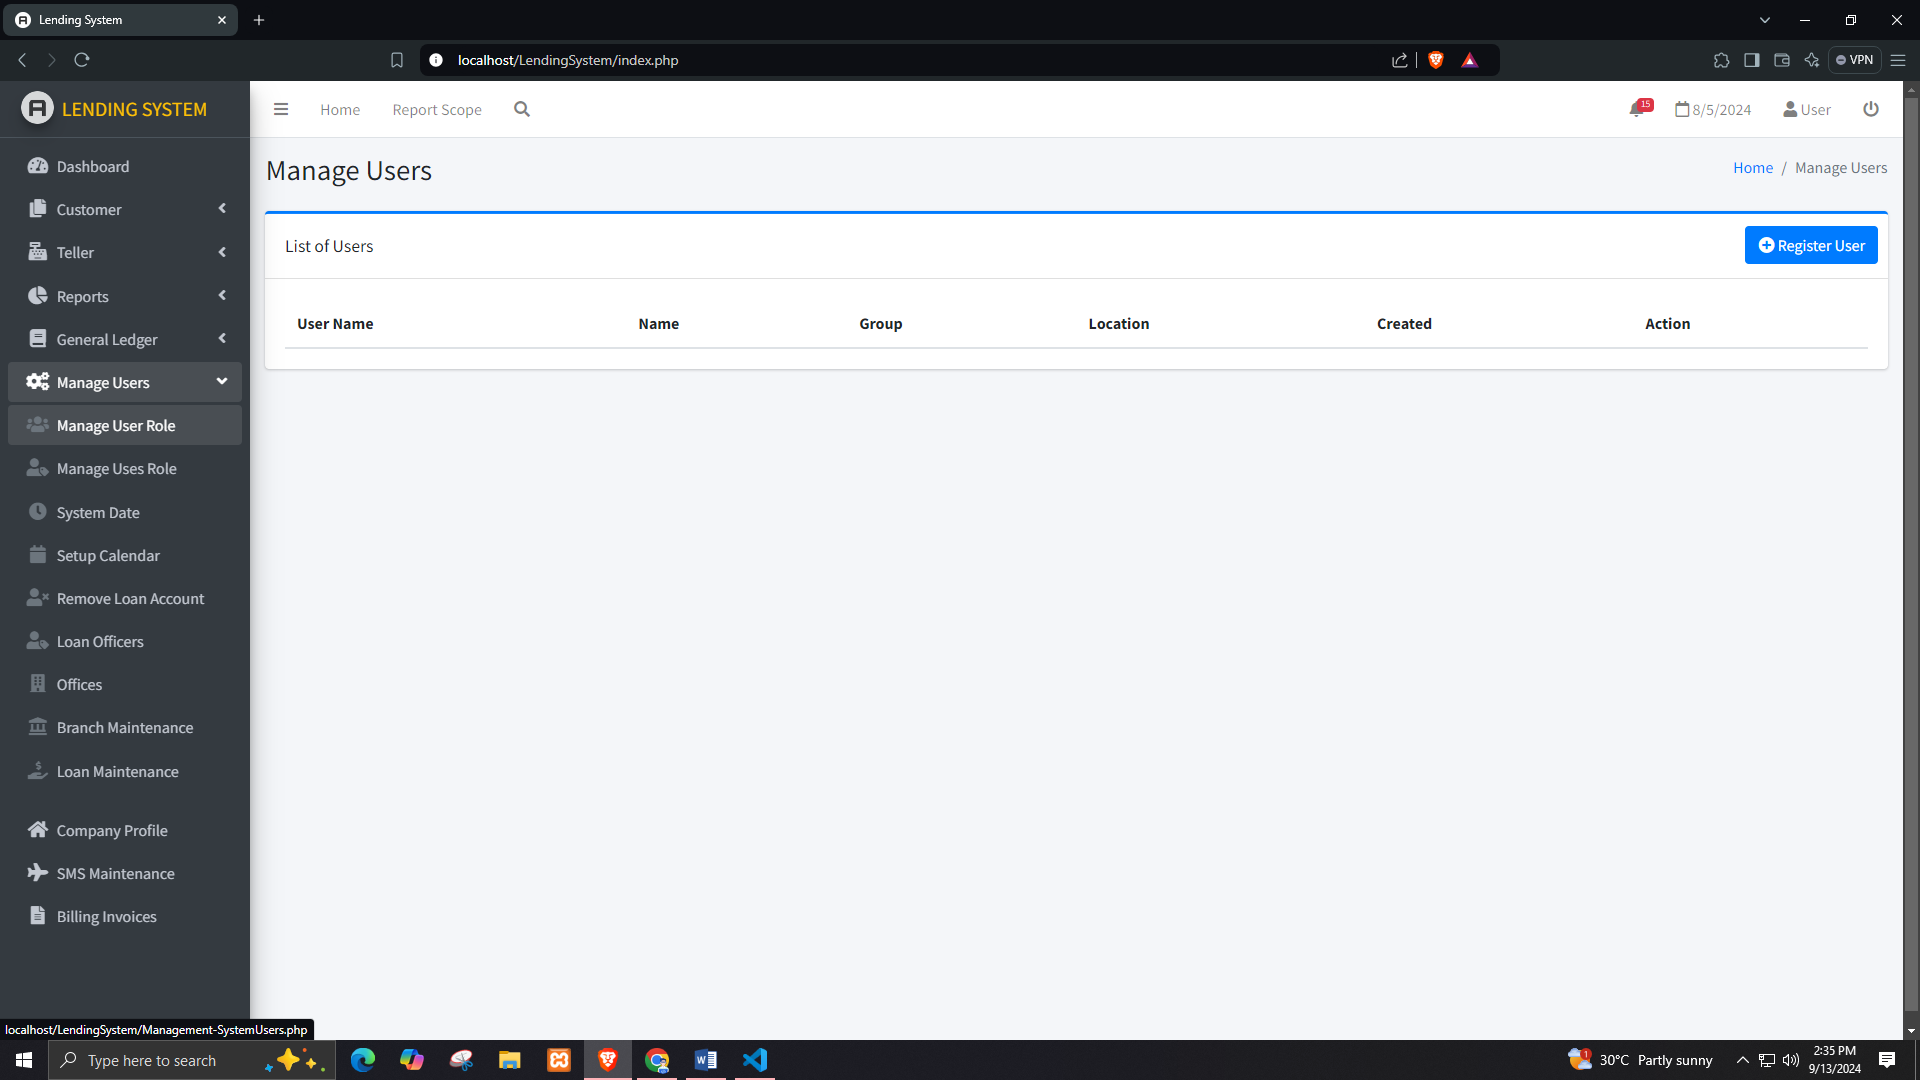 Lending System
localhost/LendingSystem/index.php
VPN
LENDING SYSTEM
Home
Report Scope
15
8/5/2024
User
Dashboard
Customer
Teller
Reports
General Ledger
Manage Users
Manage User Role
Manage Uses Role
System Date
Setup Calendar
Remove Loan Account
Loan Officers
Offices
Branch Maintenance
Loan Maintenance
Company Profile
SMS Maintenance
Billing Invoices
Manage Users
Home / Manage Users
List of Users
Register User
User Name Name Group Location Created Action
localhost/LendingSystem/Management-SystemUsers.php
Type here to search
1
30°C Partly sunny
2:35 PM
9/13/2024